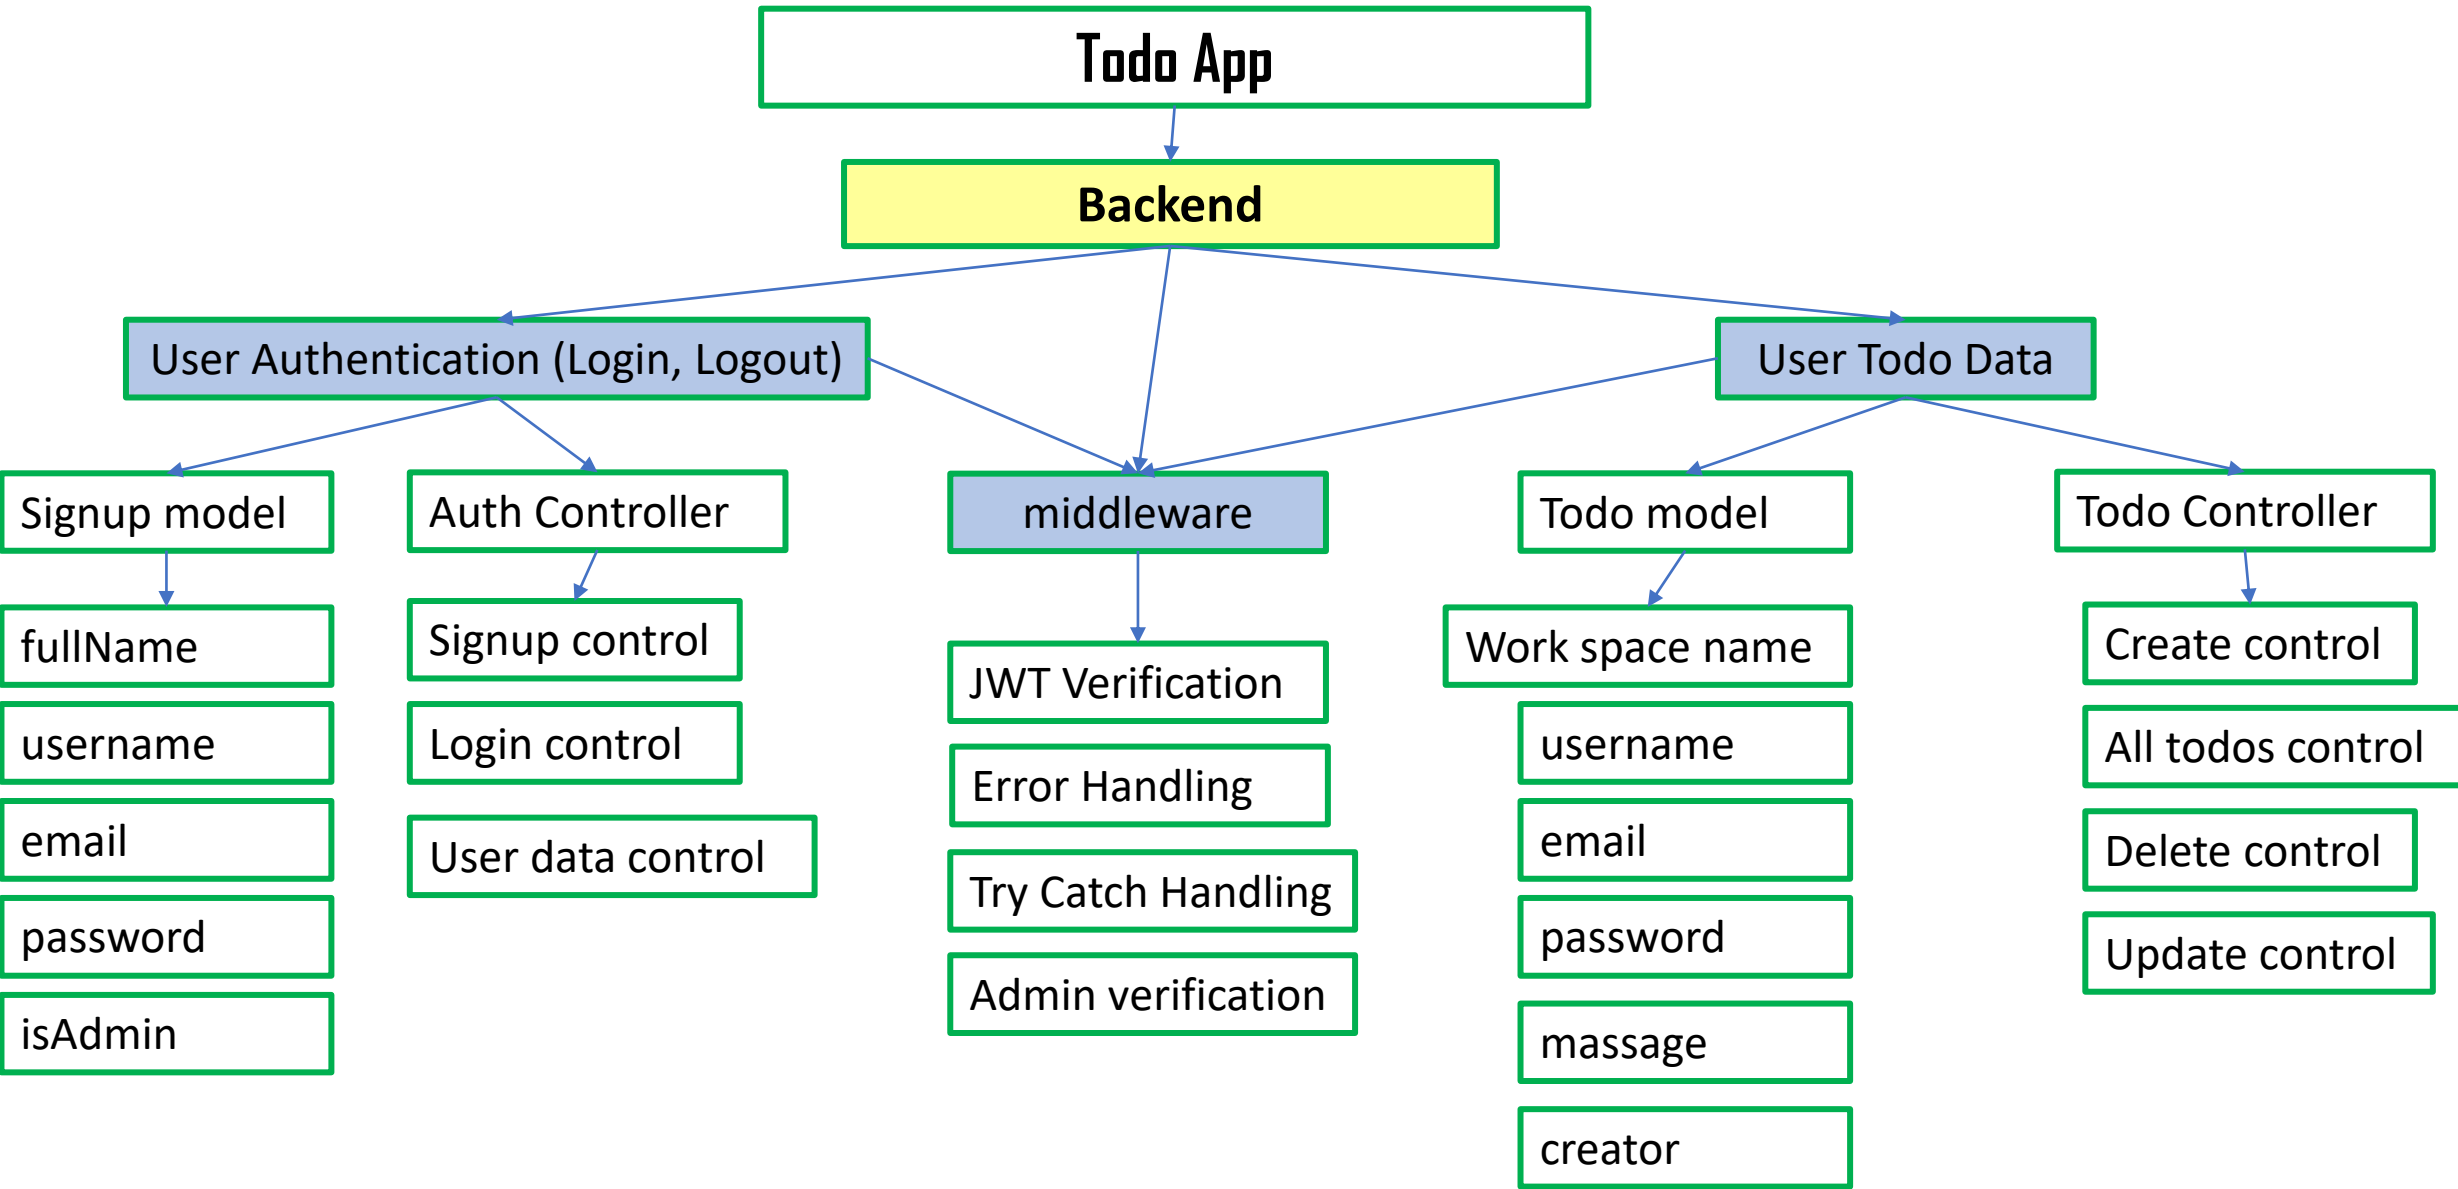 Todo App
Backend
User Authentication (Login, Logout)
User Todo Data
Signup model
Auth Controller
middleware
Todo model
Todo Controller
fullName
username
email
password
isAdmin
Signup control
Login control
User data control
JWT Verification
Error Handling
Try Catch Handling
Admin verification
Work space name
username
email
password
massage
creator
Create control
All todos control
Delete control
Update control